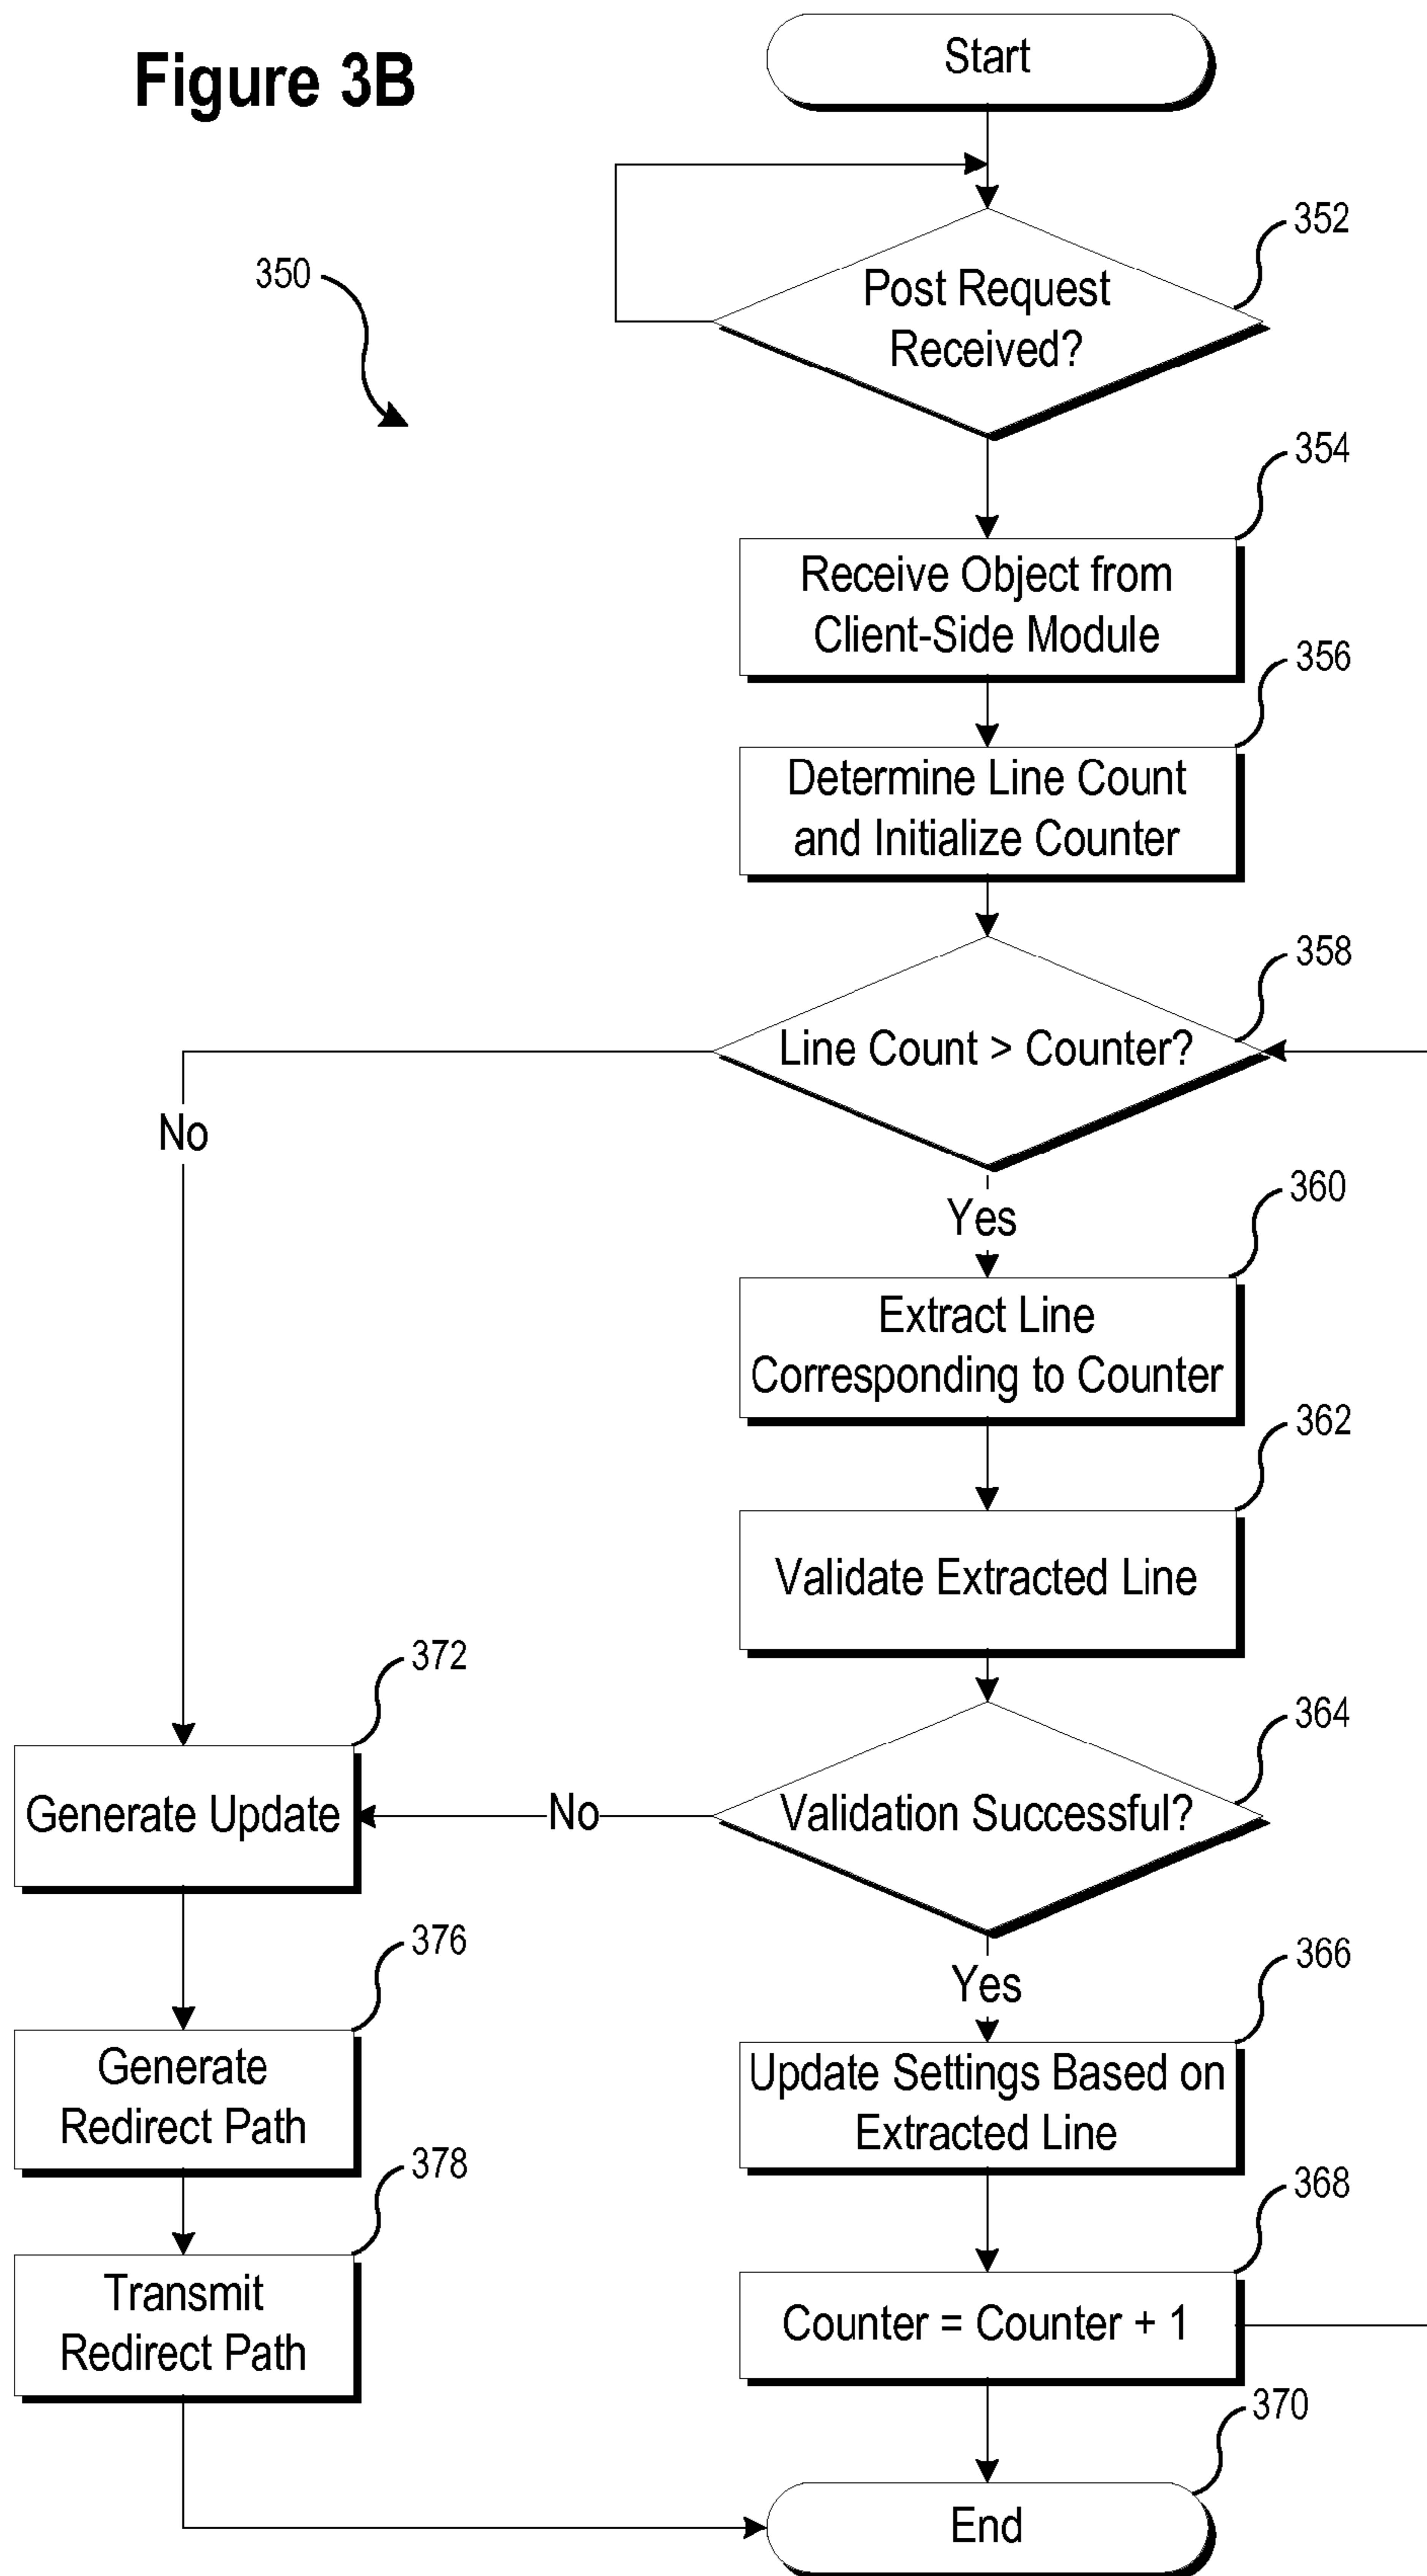 Figure 3B
Start
350
352
Post Request
Received?
354
Receive Object from
Client-Side Module
356
Determine Line Count
and Initialize Counter
358
Line Count > Counter?
No
Yes
360
Extract Line
Corresponding to Counter
362
Validate Extracted Line
372
364
Generate Update
No
Validation Successful?
376
Yes
366
Generate
Redirect Path
Update Settings Based on
Extracted Line
378
368
Transmit
Redirect Path
Counter = Counter + 1
370
End